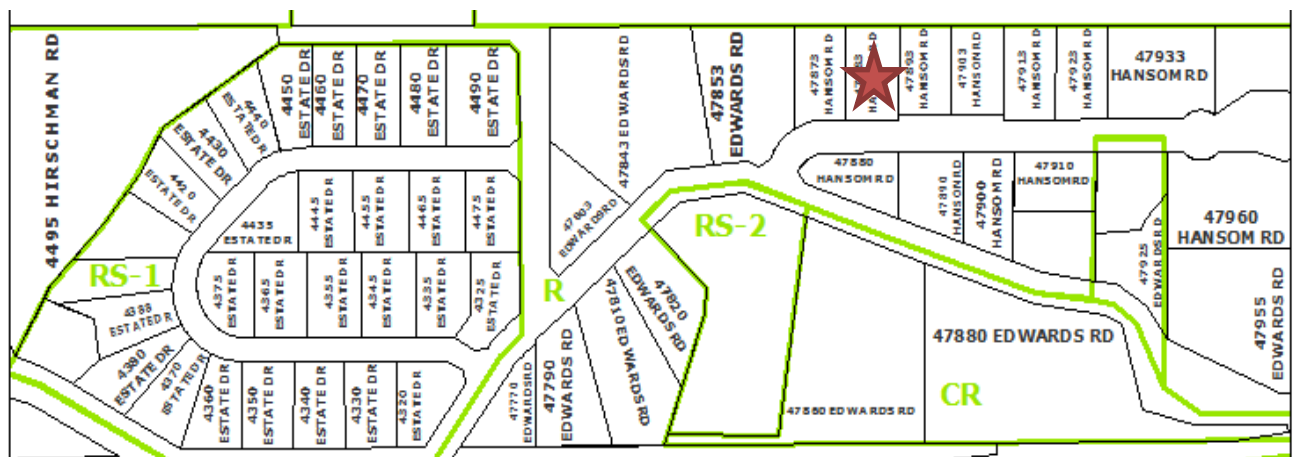 4495 HIRSCHMAN RD
4450
ESTATE DR
4460
ESTATE DR
4470
ESTATE DR
4480
ESTATE DR
4490
ESTATE DR
4440
ESTATE DR
4430
ESTATE DR
4420
ESTATE DR
RS-1
4388
ESTATE DR
4380
ESTATE DR
4370
ESTATE DR
4360
ESTATE DR
4350
ESTATE DR
4340
ESTATE DR
4330
ESTATE DR
4320
ESTATE DR
4435
ESTATE DR
4445
ESTATE DR
4455
ESTATE DR
4465
ESTATE DR
4475
ESTATE DR
4375
ESTATE DR
4365
ESTATE DR
4355
ESTATE DR
4345
ESTATE DR
4335
ESTATE DR
4325
ESTATE DR
R
47843 EDWARDS RD
47853
EDWARDS RD
47803
EDWARDS RD
RS-2
47820
EDWARDS RD
47810 EDWARDS RD
47790
EDWARDS RD
47770
EDWARDS RD
47873
HANSOM RD
47893
HANSOM RD
47903
HANSON RD
47913
HANSOM RD
47923
HANSOM RD
47933
HANSOM RD
47880
HANSOM RD
47890
HANSON RD
47900
HANSOM RD
47910
HANSOM RD
47925
EDWARDS RD
47960
HANSOM RD
47955
EDWARDS RD
47880 EDWARDS RD
47860 EDWARDS RD
CR